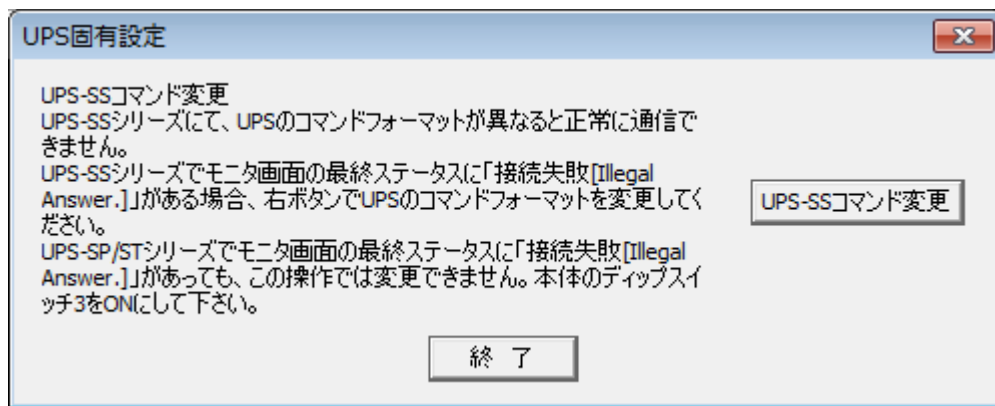 UPS固有設定
UPS-SSコマンド変更
UPS-SSシリーズにて、UPSのコマンドフォーマットが異なると正常に通信で
きません。
UPS-SSシリーズでモニタ画面の最終ステータスに「接続失敗[Illegal
Answer.]」がある場合、右ボタンでUPSのコマンドフォーマットを変更してく
ださい。
UPS-SP/STシリーズでモニタ画面の最終ステータスに「接続失敗[Illegal
Answer.]」があっても、この操作では変更できません。本体のディップスイ
ッチ3をONにして下さい。
UPS-SSコマンド変更
終 了